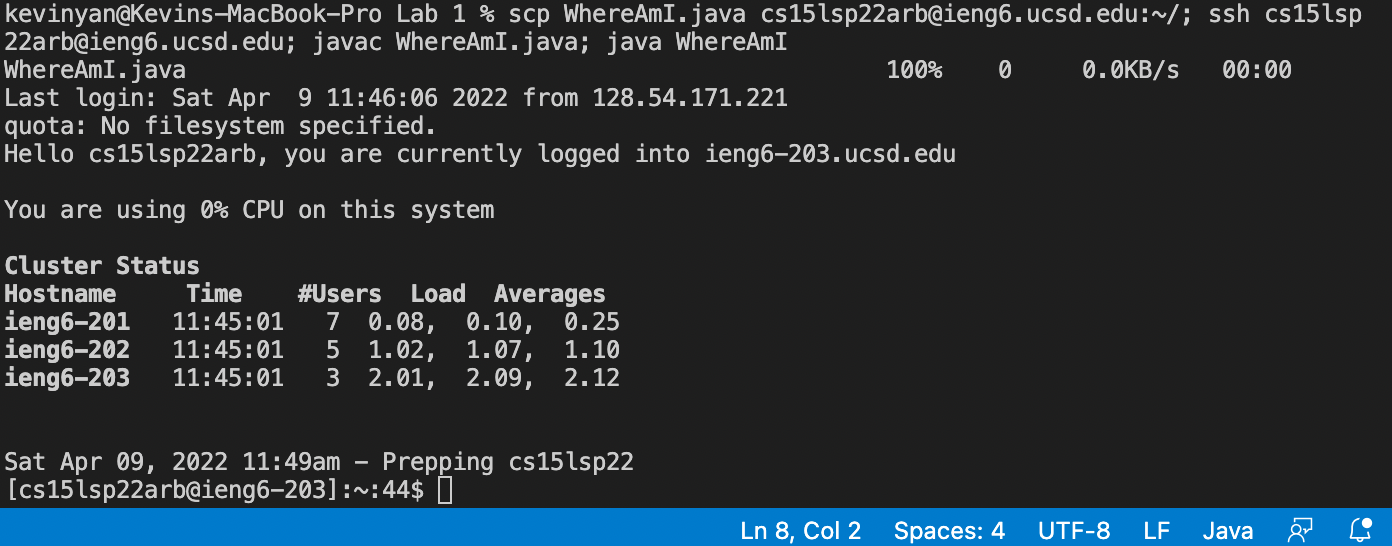 kevinyan@Kevins-MacBook-Pro Lab 1 % scp WhereAmI.java cs15lsp22arb@ieng6.ucsd.edu:~/; ssh cs15lsp
22arb@ieng6.ucsd.edu; javac WhereAmI.java; java WhereAmI
WhereAmI.java 100% 0 0.0KB/s 00:00
Last login: Sat Apr  9 11:46:06 2022 from 128.54.171.221
quota: No filesystem specified.
Hello cs15lsp22arb, you are currently logged into ieng6-203.ucsd.edu
You are using 0% CPU on this system
Cluster Status
Hostname Time #Users Load Averages
ieng6-201 11:45:01 7 0.08, 0.10, 0.25
ieng6-202 11:45:01 5 1.02, 1.07, 1.10
ieng6-203 11:45:01 3 2.01, 2.09, 2.12
Sat Apr 09, 2022 11:49am - Prepping cs15lsp22
[cs15lsp22arb@ieng6-203]:~:44$
Ln 8, Col 2 Spaces: 4 UTF-8 LF Java